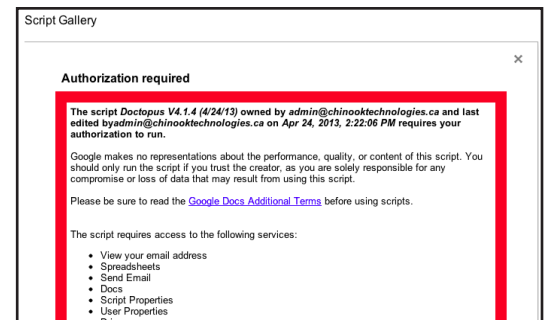 Script Gallery
×
Authorization required
The script Doctopus V4.1.4 (4/24/13) owned by admin@chinooktechnologies.ca and last
edited byadmin@chinooktechnologies.ca on Apr 24, 2013, 2:22:06 PM requires your
authorization to run.
Google makes no representations about the performance, quality, or content of this script. You
should only run the script if you trust the creator, as you are solely responsible for any
compromise or loss of data that may result from using this script.
Please be sure to read the Google Docs Additional Terms before using scripts.
The script requires access to the following services:
• View your email address
• Spreadsheets
• Send Email
• Docs
• Script Properties
• User Properties